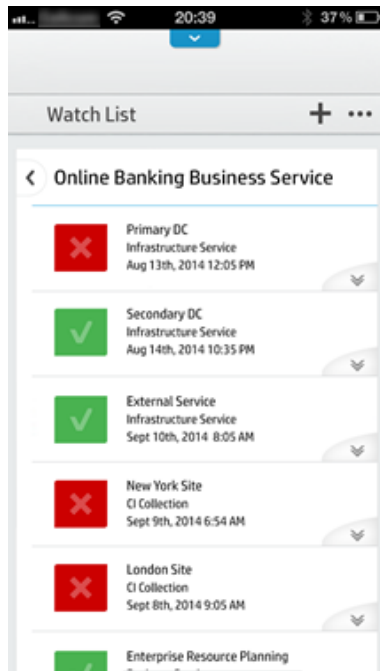 20:39
37%
Watch List
Online Banking Business Service
Primary DC
Infrastructure Service
Aug 13th, 2014 12:05 PM
Secondary DC
Infrastructure Service
Aug 14th, 2014 10:35 PM
External Service
Infrastructure Service
Sept 10th, 2014 8:05 AM
New York Site
CI Collection
Sept 9th, 2014 6:54 AM
London Site
CI Collection
Sept 8th, 2014 9:05 AM
Enterprise Resource Planning